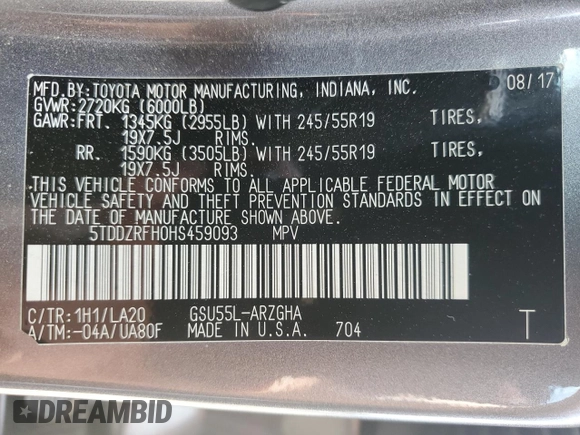 MFD.BY:TOYOTA MOTOR MANUFACTURING, INDIANA, INC. 08/17
GVWR:2720KG (6000LB)
GAWR:FRT. 1345KG (2955LB) WITH 245/55R19 TIRES,
19X7.5J RIMS.
RR. 1590KG (3505LB) WITH 245/55R19 TIRES,
19X7.5J RIMS.
THIS VEHICLE CONFORMS TO ALL APPLICABLE FEDERAL MOTOR
VEHICLE SAFETY AND THEFT PREVENTION STANDARDS IN EFFECT ON
THE DATE OF MANUFACTURE SHOWN ABOVE.
5TDDZRFH0HS459093 MPV
C/TR:1H1/LA20 GSU55L-ARZGHA
A/TM:-04A/UA80F MADE IN U.S.A. 704 T
DREAMBID